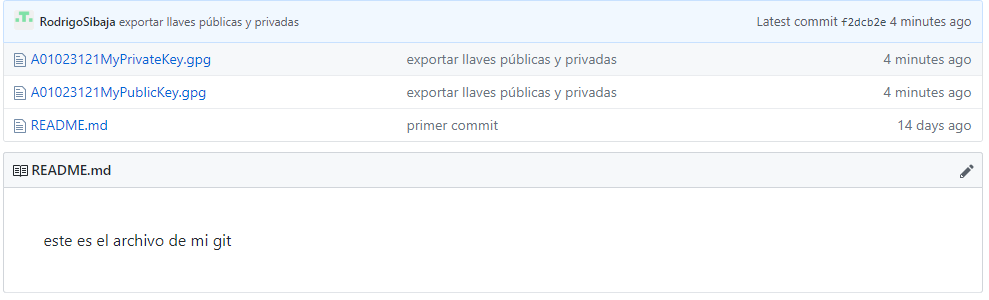 RodrigoSibaja exportar llaves públicas y privadas Latest commit f2dcb2e 4 minutes ago
A01023121MyPrivateKey.gpg exportar llaves públicas y privadas 4 minutes ago
A01023121MyPublicKey.gpg exportar llaves públicas y privadas 4 minutes ago
README.md primer commit 14 days ago
README.md
este es el archivo de mi git